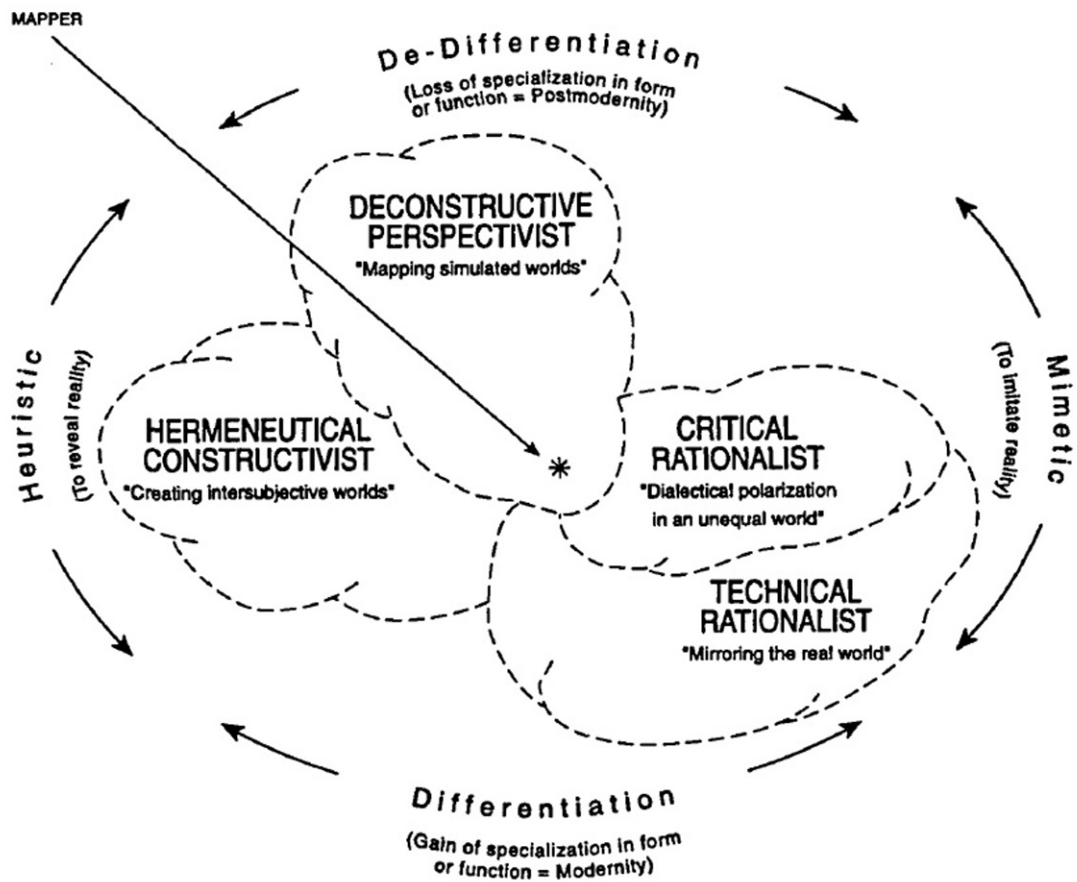 MAPPER
De-Differentiation
(Loss of specialization in form
or function = Postmodernity)
DECONSTRUCTIVE
PERSPECTIVIST
"Mapping simulated worlds"
Heuristic
(To reveal reality)
HERMENEUTICAL
CONSTRUCTIVIST
"Creating intersubjective worlds"
CRITICAL
RATIONALIST
"Dialectical polarization
in an unequal world"
Mimetic
(To imitate reality)
TECHNICAL
RATIONALIST
"Mirroring the real world"
Differentiation
(Gain of specialization in form
or function = Modernity)